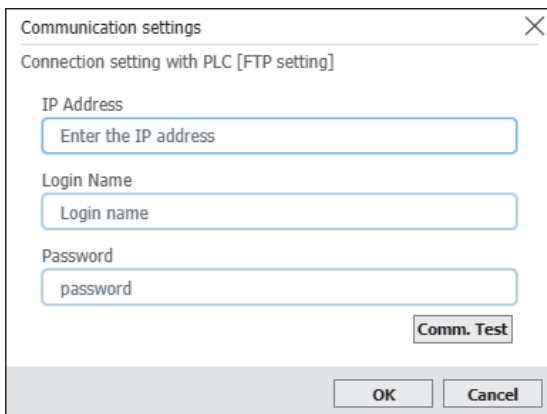 Communication settings
Connection setting with PLC [FTP setting]
IP Address
Enter the IP address
Login Name
Login name
Password
password
Comm. Test
OK Cancel